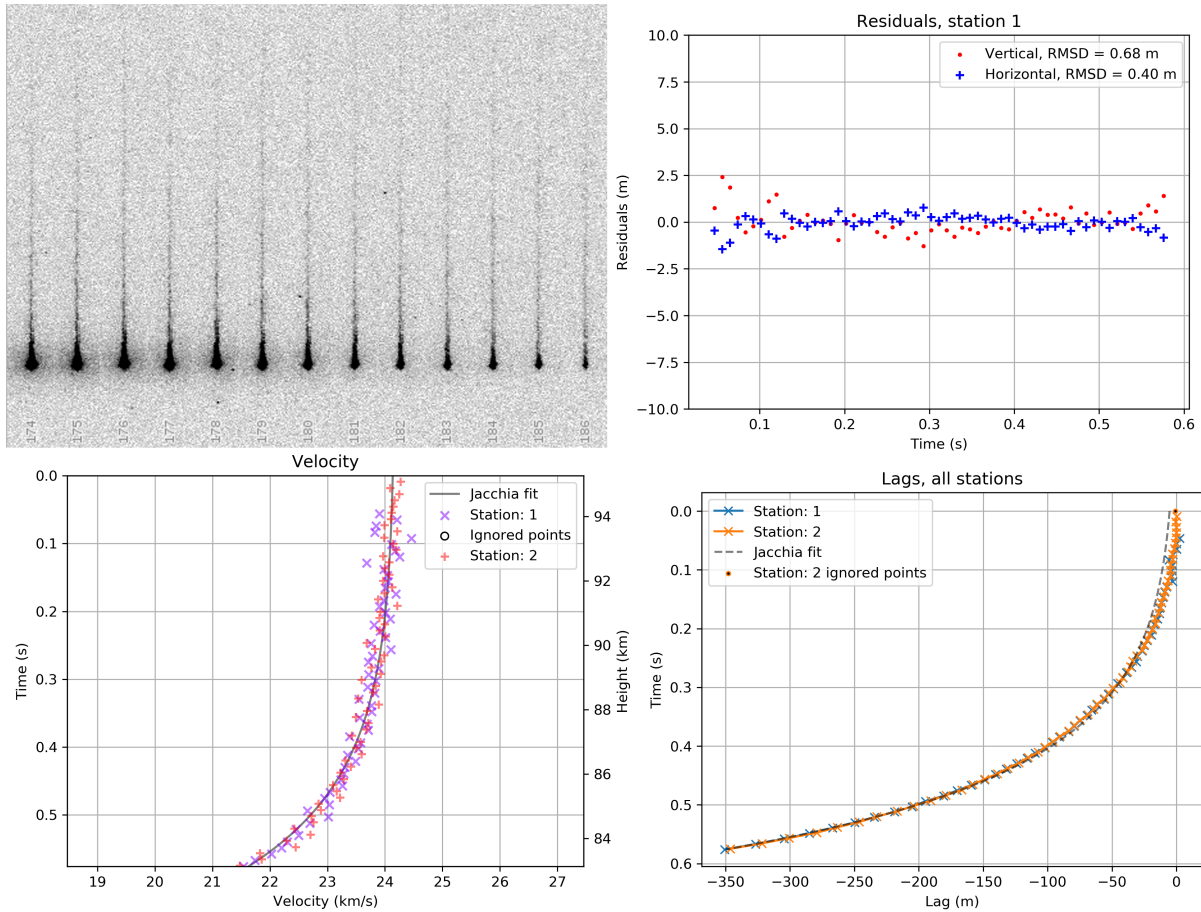 174 175 176 177 178 179 180 181 182 183 184 185 186
Residuals, station 1
Vertical, RMSD = 0.68 m
Horizontal, RMSD = 0.40 m
10.0
7.5
5.0
2.5
0.0
−2.5
−5.0
−7.5
−10.0
Residuals (m)
0.1 0.2 0.3 0.4 0.5 0.6
Time (s)
Velocity
Jacchia fit
Station: 1
Ignored points
Station: 2
0.0
0.1
0.2
0.3
0.4
0.5
Time (s)
94
92
90
88
86
84
Height (km)
19 20 21 22 23 24 25 26 27
Velocity (km/s)
Lags, all stations
Station: 1
Station: 2
Jacchia fit
Station: 2 ignored points
0.0
0.1
0.2
0.3
0.4
0.5
0.6
Time (s)
−350 −300 −250 −200 −150 −100 −50 0
Lag (m)